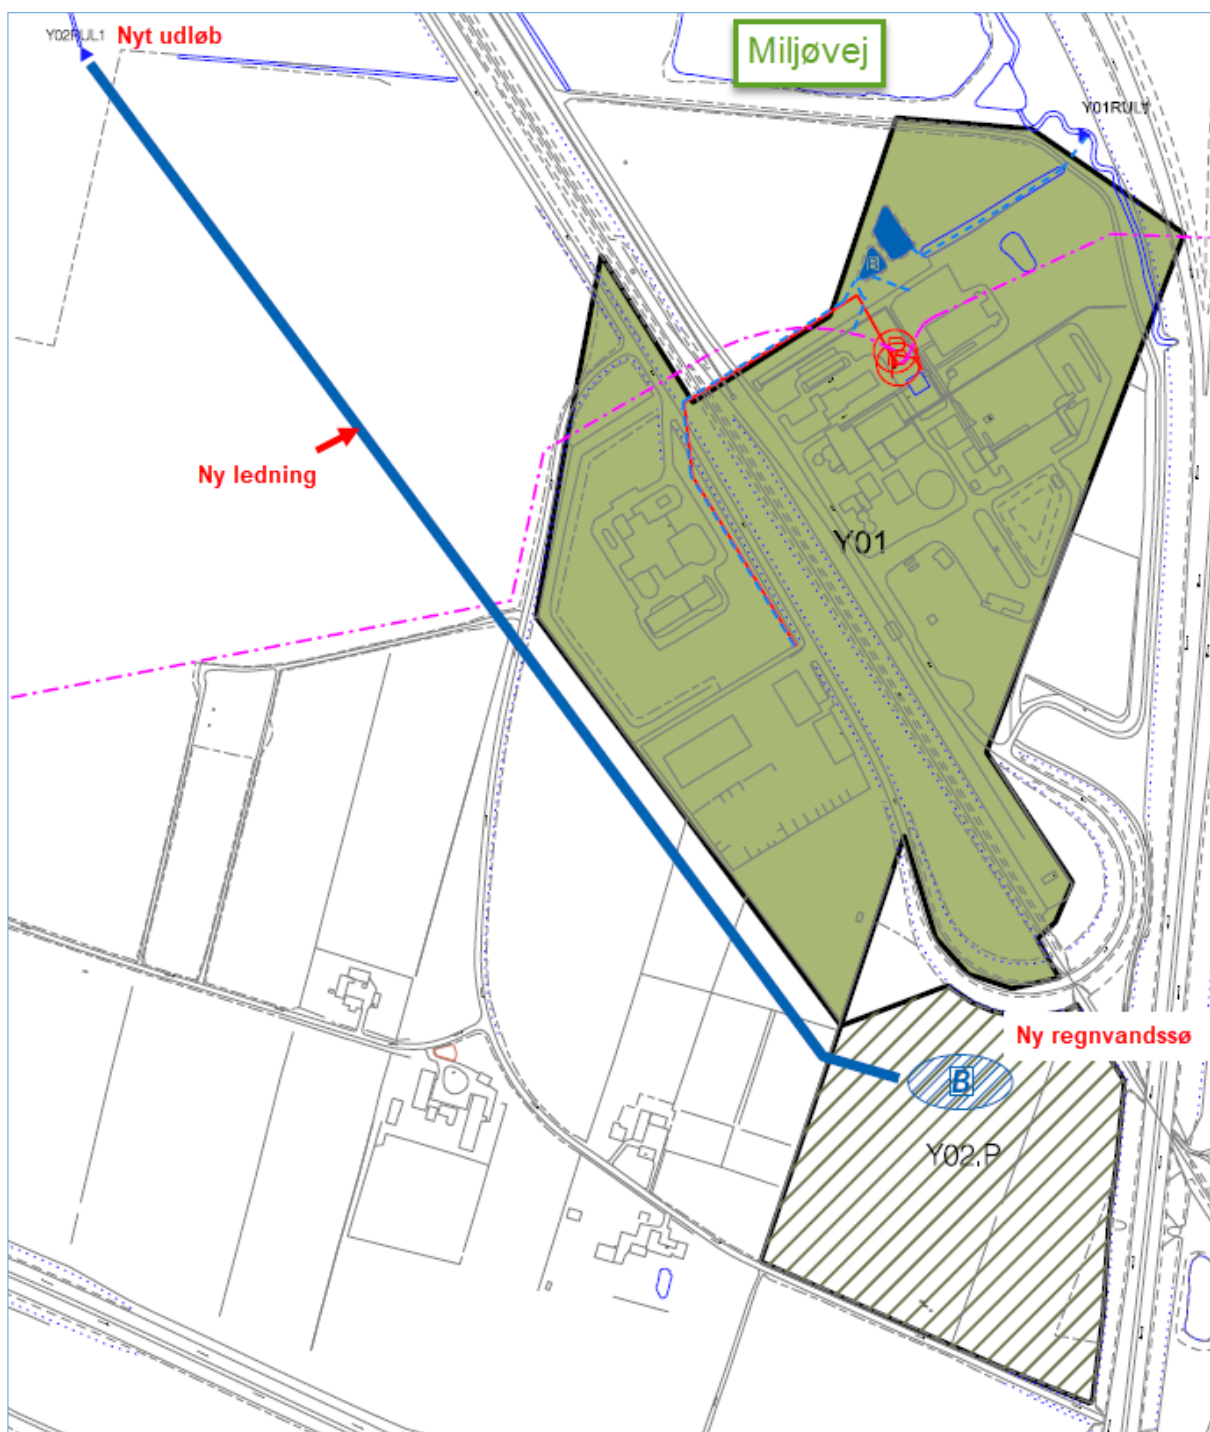 Y02RUL1
Nyt udløb
Miljøvej
Y01RUL1
B
Ny ledning
Y01
Ny regnvandssø
B
Y02.P